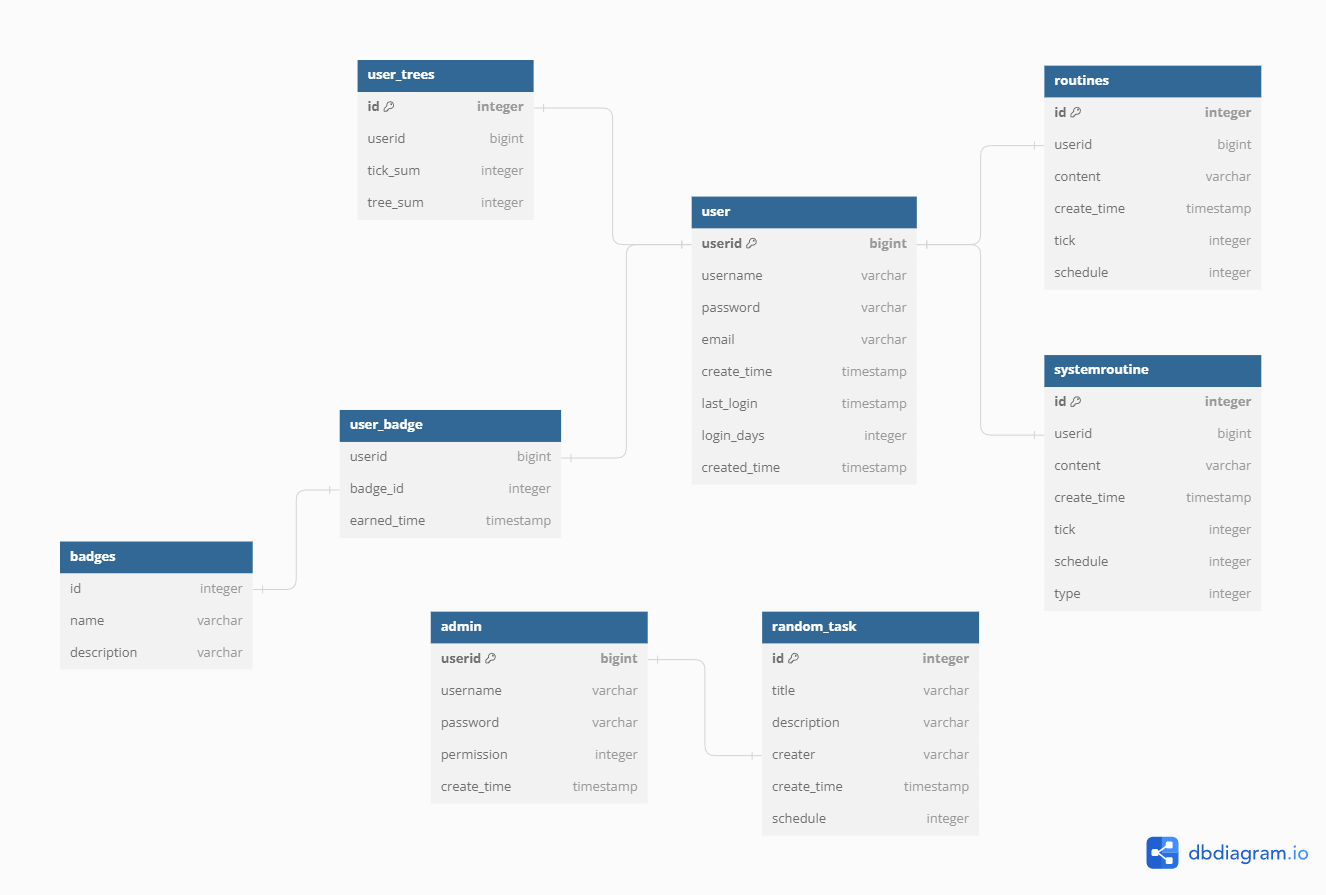 user_trees
id integer
userid bigint
tick_sum integer
tree_sum integer
routines
id integer
userid bigint
content varchar
create_time timestamp
tick integer
schedule integer
user
userid bigint
username varchar
password varchar
email varchar
create_time timestamp
last_login timestamp
login_days integer
created_time timestamp
systemroutine
id integer
userid bigint
content varchar
create_time timestamp
tick integer
schedule integer
type integer
user_badge
userid bigint
badge_id integer
earned_time timestamp
badges
id integer
name varchar
description varchar
admin
userid bigint
username varchar
password varchar
permission integer
create_time timestamp
random_task
id integer
title varchar
description varchar
creater varchar
create_time timestamp
schedule integer
dbdiagram.io